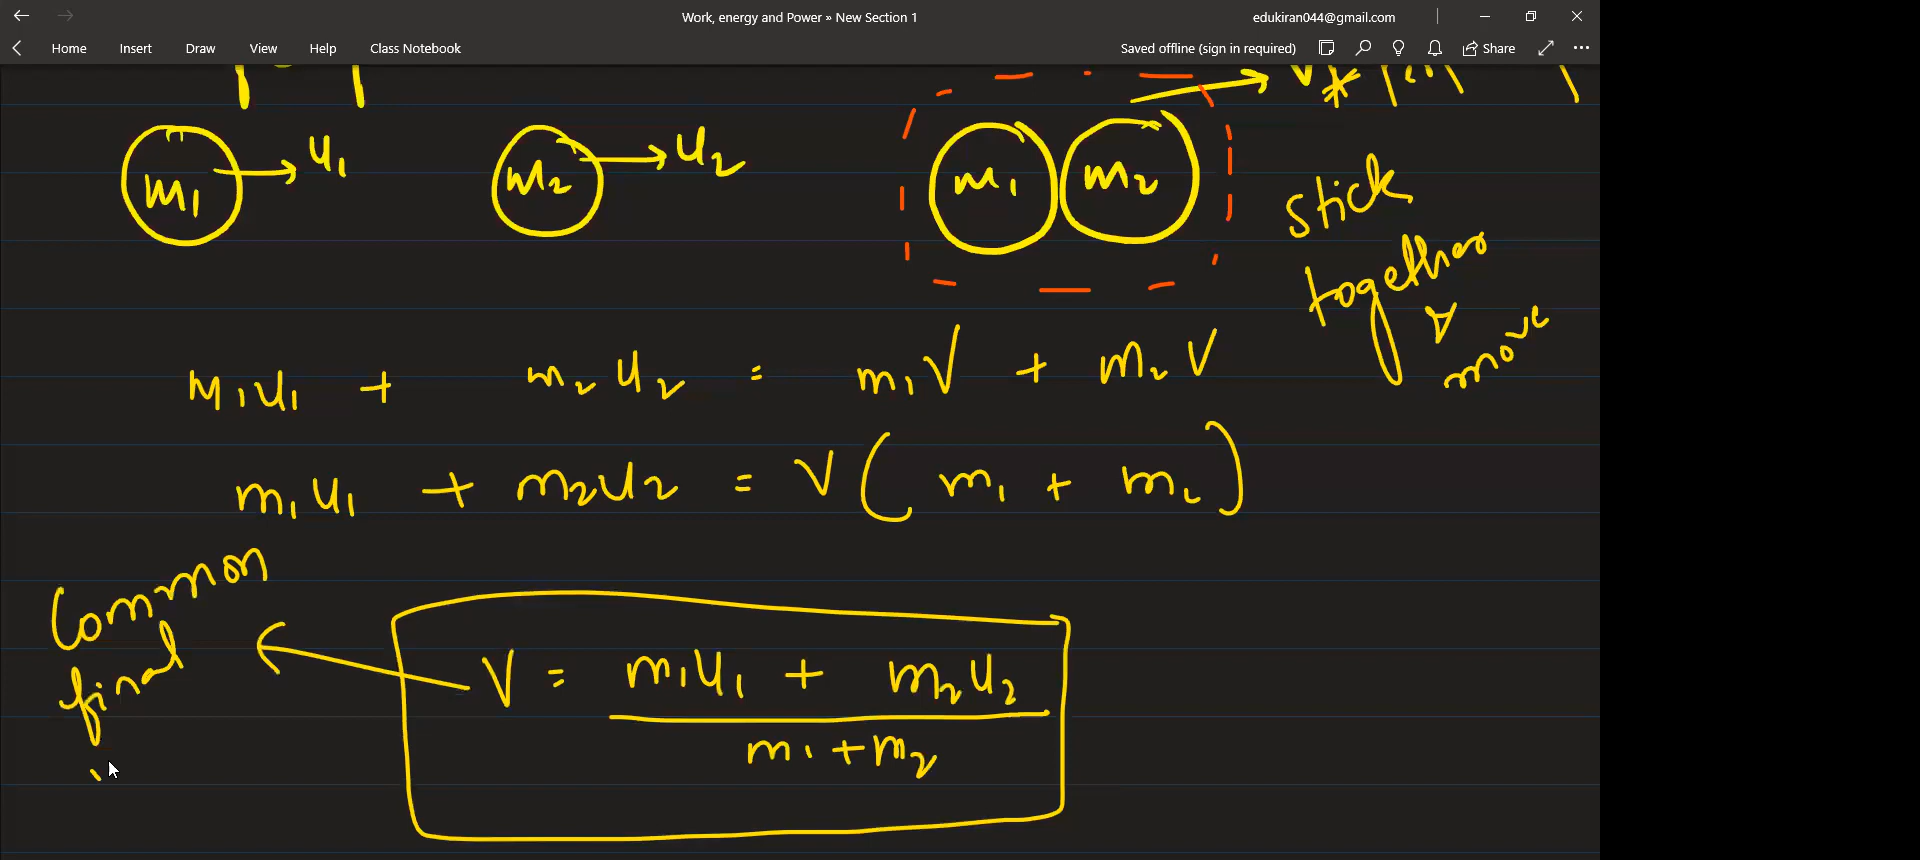 Work, energy and Power » New Section 1
edukiran044@gmail.com
Home Insert Draw View Help Class Notebook
Saved offline (sign in required)
Share
m1 u1 m2 u2 m1 m2
stick
together
move
M1u1 + m2u2 = m1V + m2V
m1u1 + m2u2 = V ( m1 + m2 )
Common
final
V = m1u1 + m2u2
m1+m2